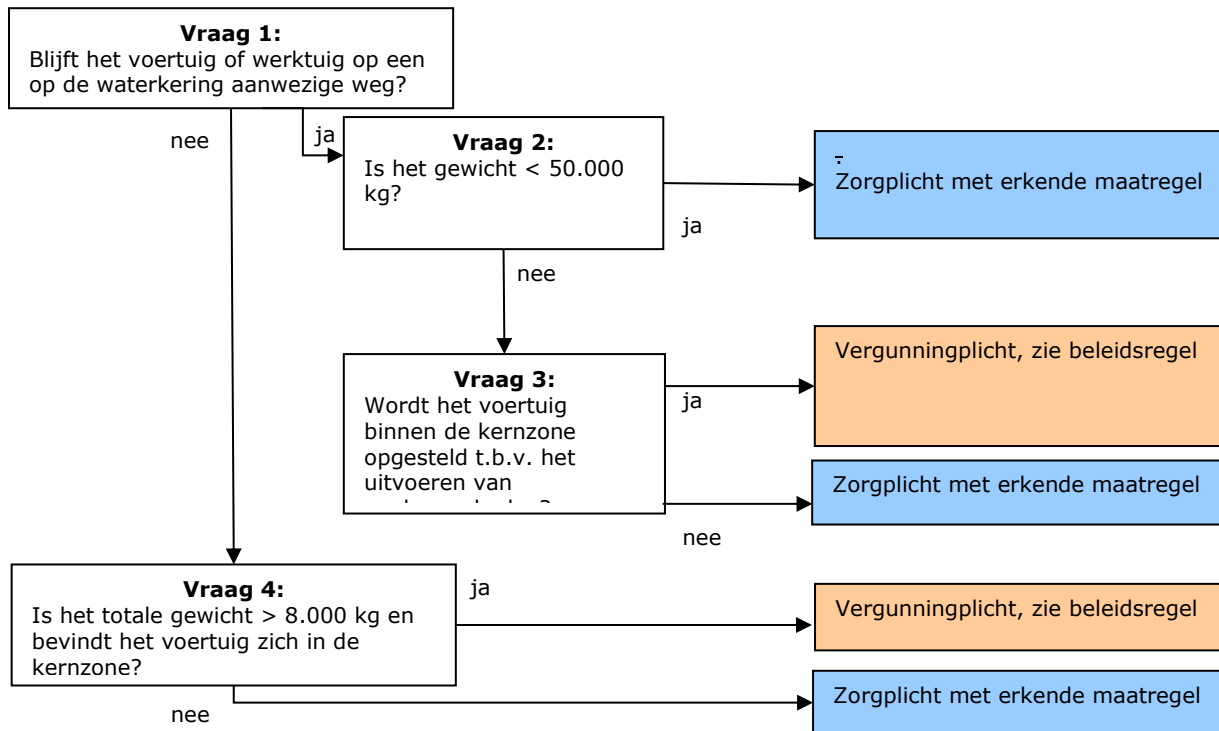 Vraag 1:
Blijft het voertuig of werktuig op een
op de waterkering aanwezige weg?
nee
ja
Vraag 2:
Is het gewicht < 50.000
kg?
ja
.
Zorgplicht met erkende maatregel
nee
Vraag 3:
Wordt het voertuig
binnen de kernzone
opgesteld t.b.v. het
uitvoeren van
ja
Vergunningplicht, zie beleidsregel
nee
Zorgplicht met erkende maatregel
Vraag 4:
Is het totale gewicht > 8.000 kg en
bevindt het voertuig zich in de
kernzone?
ja
Vergunningplicht, zie beleidsregel
nee
Zorgplicht met erkende maatregel